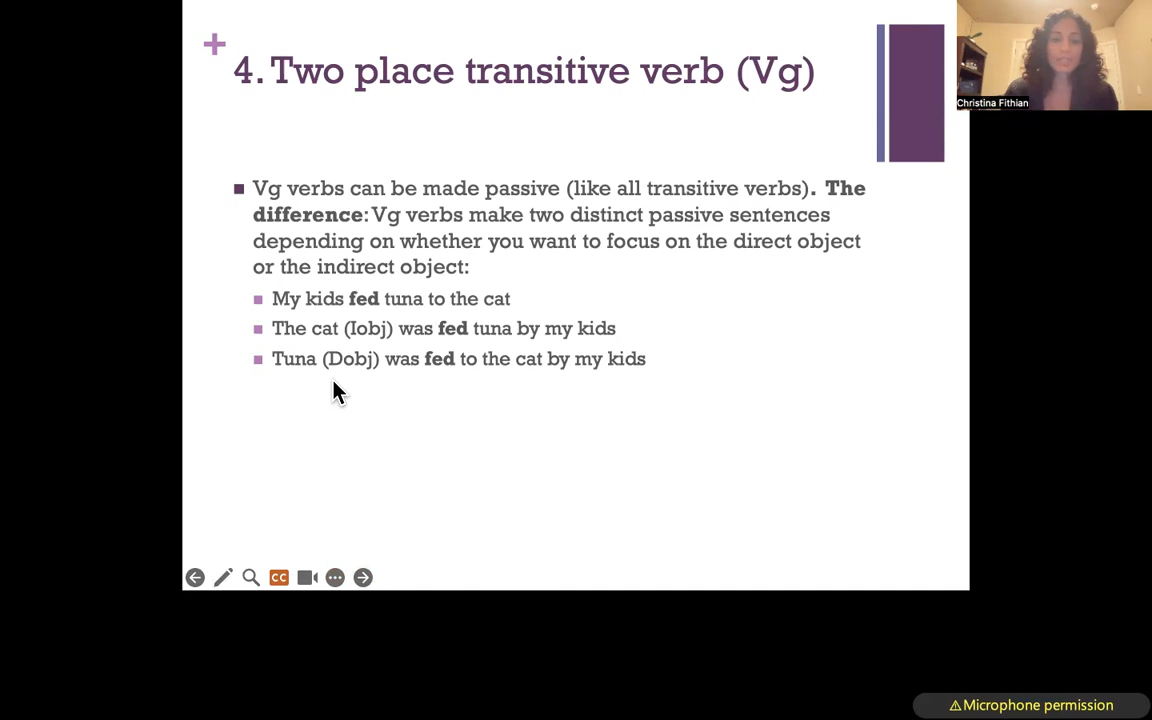 +
4. Two place transitive verb (Vg)
Christina Fithian
Vg verbs can be made passive (like all transitive verbs). The
difference: Vg verbs make two distinct passive sentences
depending on whether you want to focus on the direct object
or the indirect object:
My kids fed tuna to the cat
The cat (Iobj) was fed tuna by my kids
Tuna (Dobj) was fed to the cat by my kids
CC
⚠Microphone permission